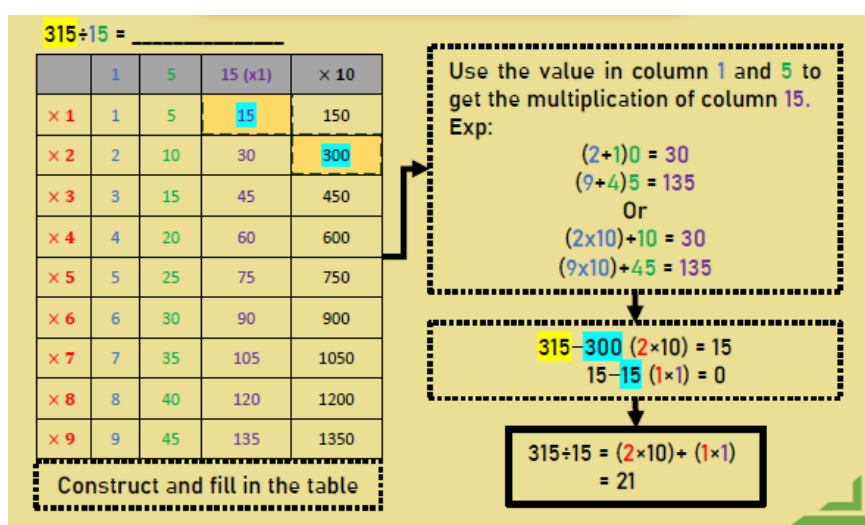 315÷15 = _______________
1 5 15 (x1) × 10
× 1 1 5 15 150
× 2 2 10 30 300
× 3 3 15 45 450
× 4 4 20 60 600
× 5 5 25 75 750
× 6 6 30 90 900
× 7 7 35 105 1050
× 8 8 40 120 1200
× 9 9 45 135 1350
Construct and fill in the table
Use the value in column 1 and 5 to
get the multiplication of column 15.
Exp:
(2+1)0 = 30
(9+4)5 = 135
Or
(2x10)+10 = 30
(9x10)+45 = 135
315−300 (2×10) = 15
15−15 (1×1) = 0
315÷15 = (2×10)+ (1×1)
= 21